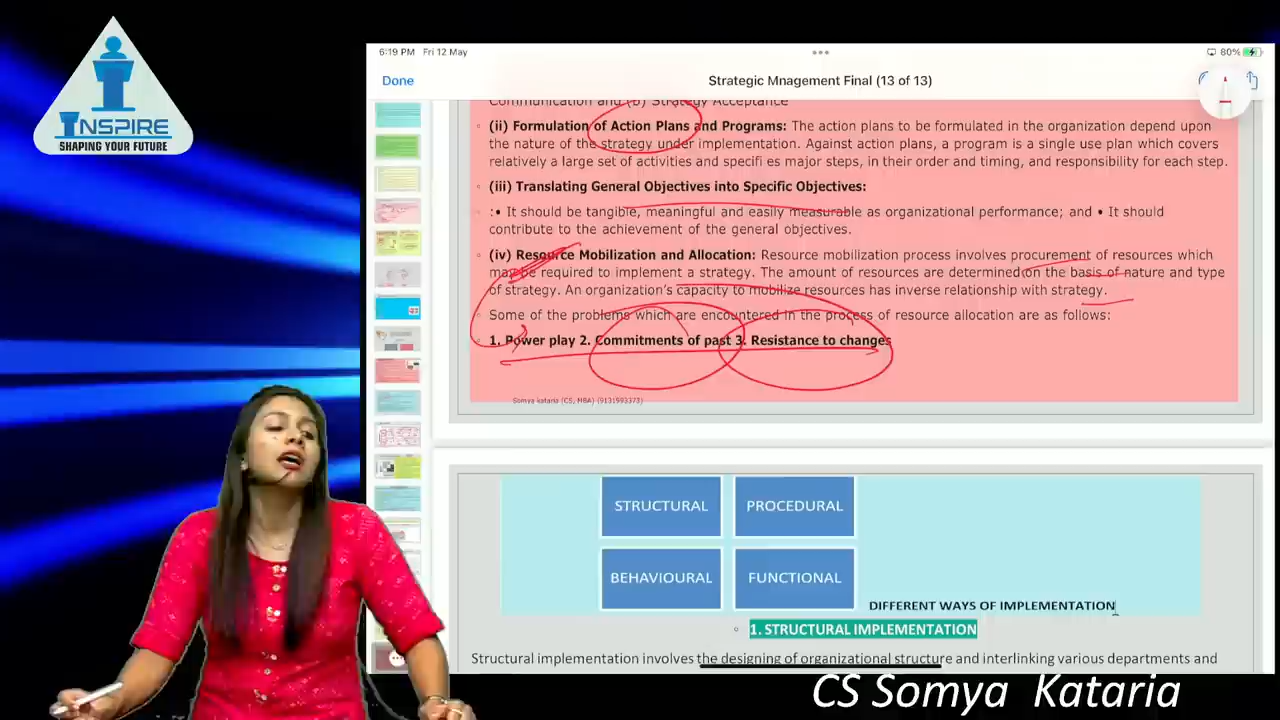 INSPIRE
SHAPING YOUR FUTURE
6:19 PM Fri 12 May
80%
Done
Strategic Mnagement Final (13 of 13)
Communication and (b) Strategy Acceptance
(ii) Formulation of Action Plans and Programs: The action plans to be formulated in the organization depend upon
the nature of the strategy under implementation. Against action plans, a program is a single use plan which covers
relatively a large set of activities and specifi es major steps, in their order and timing, and responsibility for each step.
(iii) Translating General Objectives into Specific Objectives:
:• It should be tangible, meaningful and easily measurable as organizational performance; and • It should
contribute to the achievement of the general objectives.
(iv) Resource Mobilization and Allocation: Resource mobilization process involves procurement of resources which
may be required to implement a strategy. The amount of resources are determined on the basis of nature and type
of strategy. An organization's capacity to mobilize resources has inverse relationship with strategy.
Some of the problems which are encountered in the process of resource allocation are as follows:
1. Power play 2. Commitments of past 3. Resistance to changes
Somya kataria (CS, MBA) (9131593373)
STRUCTURAL PROCEDURAL
BEHAVIOURAL FUNCTIONAL
DIFFERENT WAYS OF IMPLEMENTATION
1. STRUCTURAL IMPLEMENTATION
Structural implementation involves the designing of organizational structure and interlinking various departments and
CS Somya Kataria